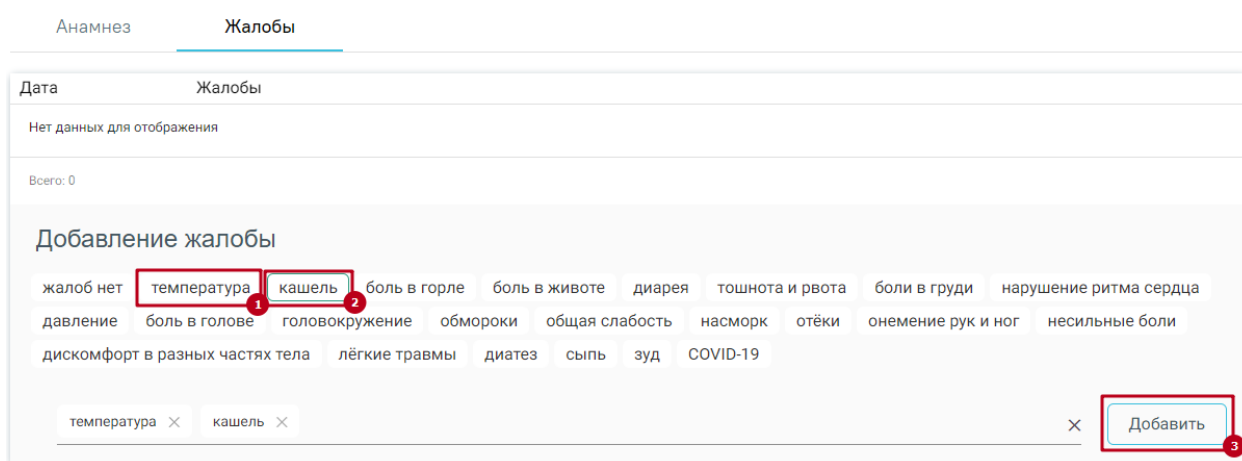 Анамнез Жалобы
Дата Жалобы
Нет данных для отображения
Всего: 0
Добавление жалобы
жалоб нет температура кашель боль в горле боль в животе диарея тошнота и рвота боли в груди нарушение ритма сердца
1 2
давление боль в голове головокружение обмороки общая слабость насморк отёки онемение рук и ног несильные боли
дискомфорт в разных частях тела лёгкие травмы диатез сыпь зуд COVID-19
температура × кашель × × Добавить
3